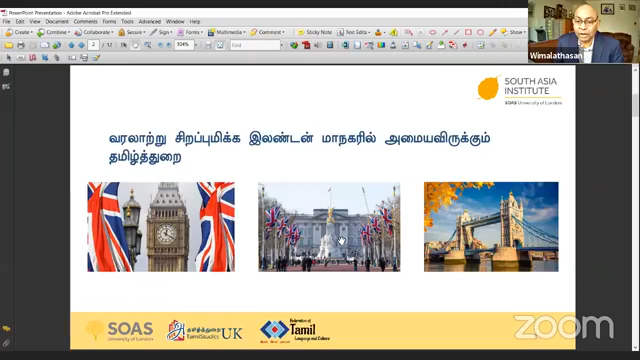 PowerPoint Presentation - Adobe Acrobat Pro Extended
File Edit View Document Comments Forms Tools Advanced Window Help
Create Combine Collaborate Secure Sign Forms Multimedia Comment Sticky Note Text Edits Show
2 / 12 104% Find
Wimalathasan
SOUTH ASIA
INSTITUTE
SOAS University of London
வரலாற்று சிறப்புமிக்க இலண்டன் மாநகரில் அமையவிருக்கும்
தமிழ்த்துறை
SOAS
University of London
தமிழ்த்துறை
TamilStudies UK
Federation of
Tamil
Language and Culture
zoom